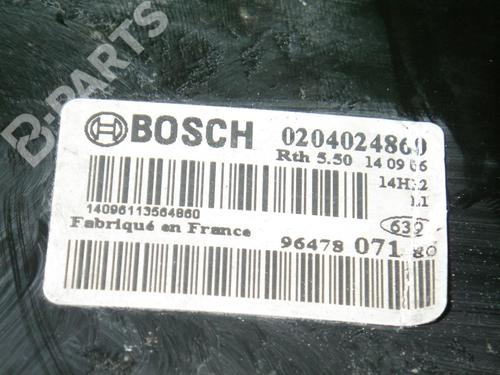 B-PARTS
BOSCH 0204024860
Rth 5.50 14 09 06
14H12
1.1
14096113564860
632
Fabriqué en France
96478 071 80